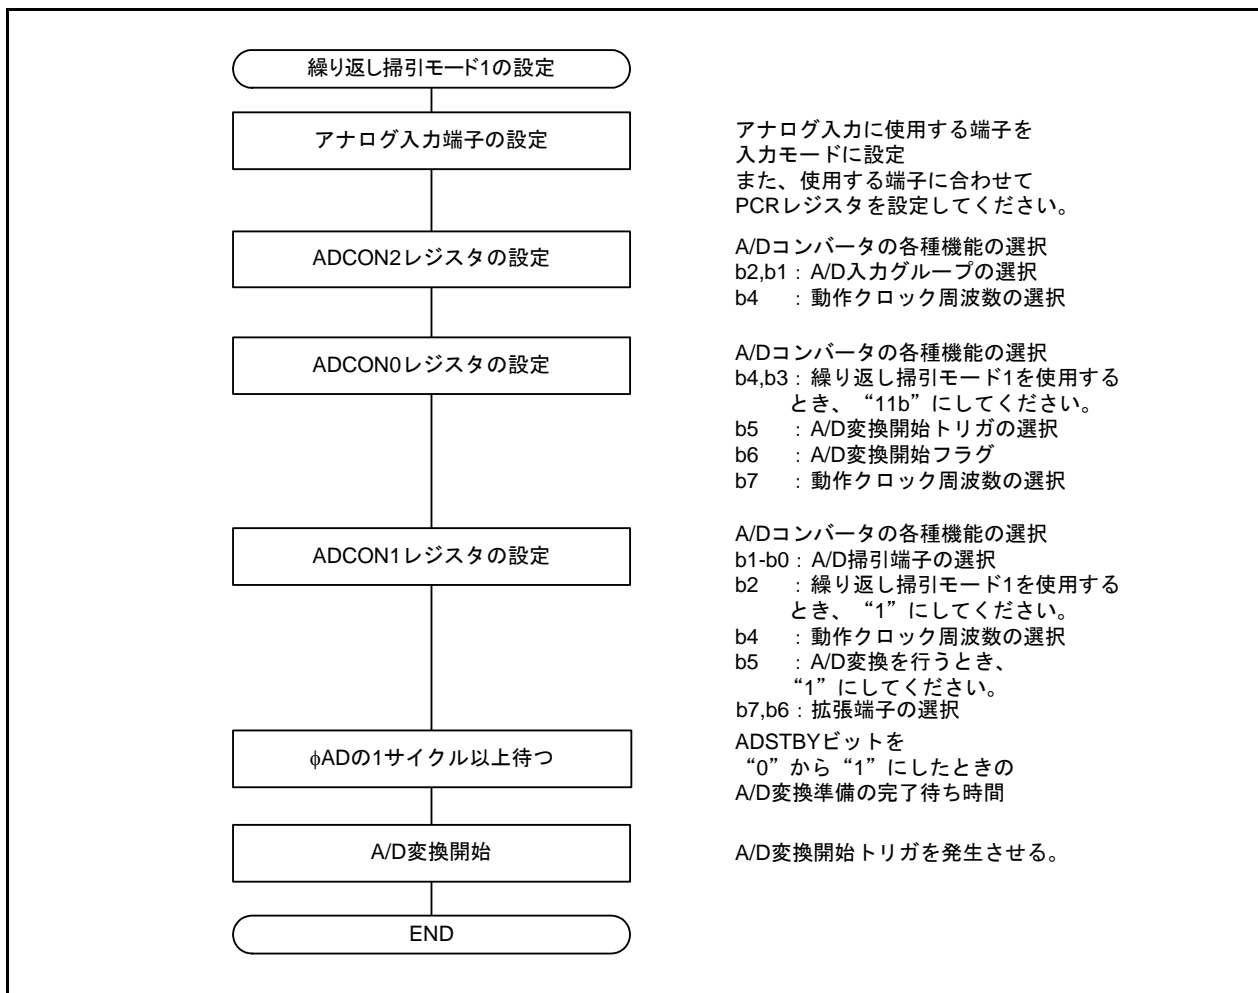 繰り返し掃引モード1の設定
アナログ入力端子の設定
アナログ入力に使用する端子を
入力モードに設定
また、使用する端子に合わせて
PCRレジスタを設定してください。
ADCON2レジスタの設定
A/Dコンバータの各種機能の選択
b2,b1：A/D入力グループの選択
b4　：動作クロック周波数の選択
ADCON0レジスタの設定
A/Dコンバータの各種機能の選択
b4,b3：繰り返し掃引モード1を使用する
とき、“11b”にしてください。
b5　：A/D変換開始トリガの選択
b6　：A/D変換開始フラグ
b7　：動作クロック周波数の選択
ADCON1レジスタの設定
A/Dコンバータの各種機能の選択
b1-b0：A/D掃引端子の選択
b2　：繰り返し掃引モード1を使用する
とき、“1”にしてください。
b4　：動作クロック周波数の選択
b5　：A/D変換を行うとき、
“1”にしてください。
b7,b6：拡張端子の選択
φADの1サイクル以上待つ
ADSTBYビットを
“0”から“1”にしたときの
A/D変換準備の完了待ち時間
A/D変換開始
A/D変換開始トリガを発生させる。
END